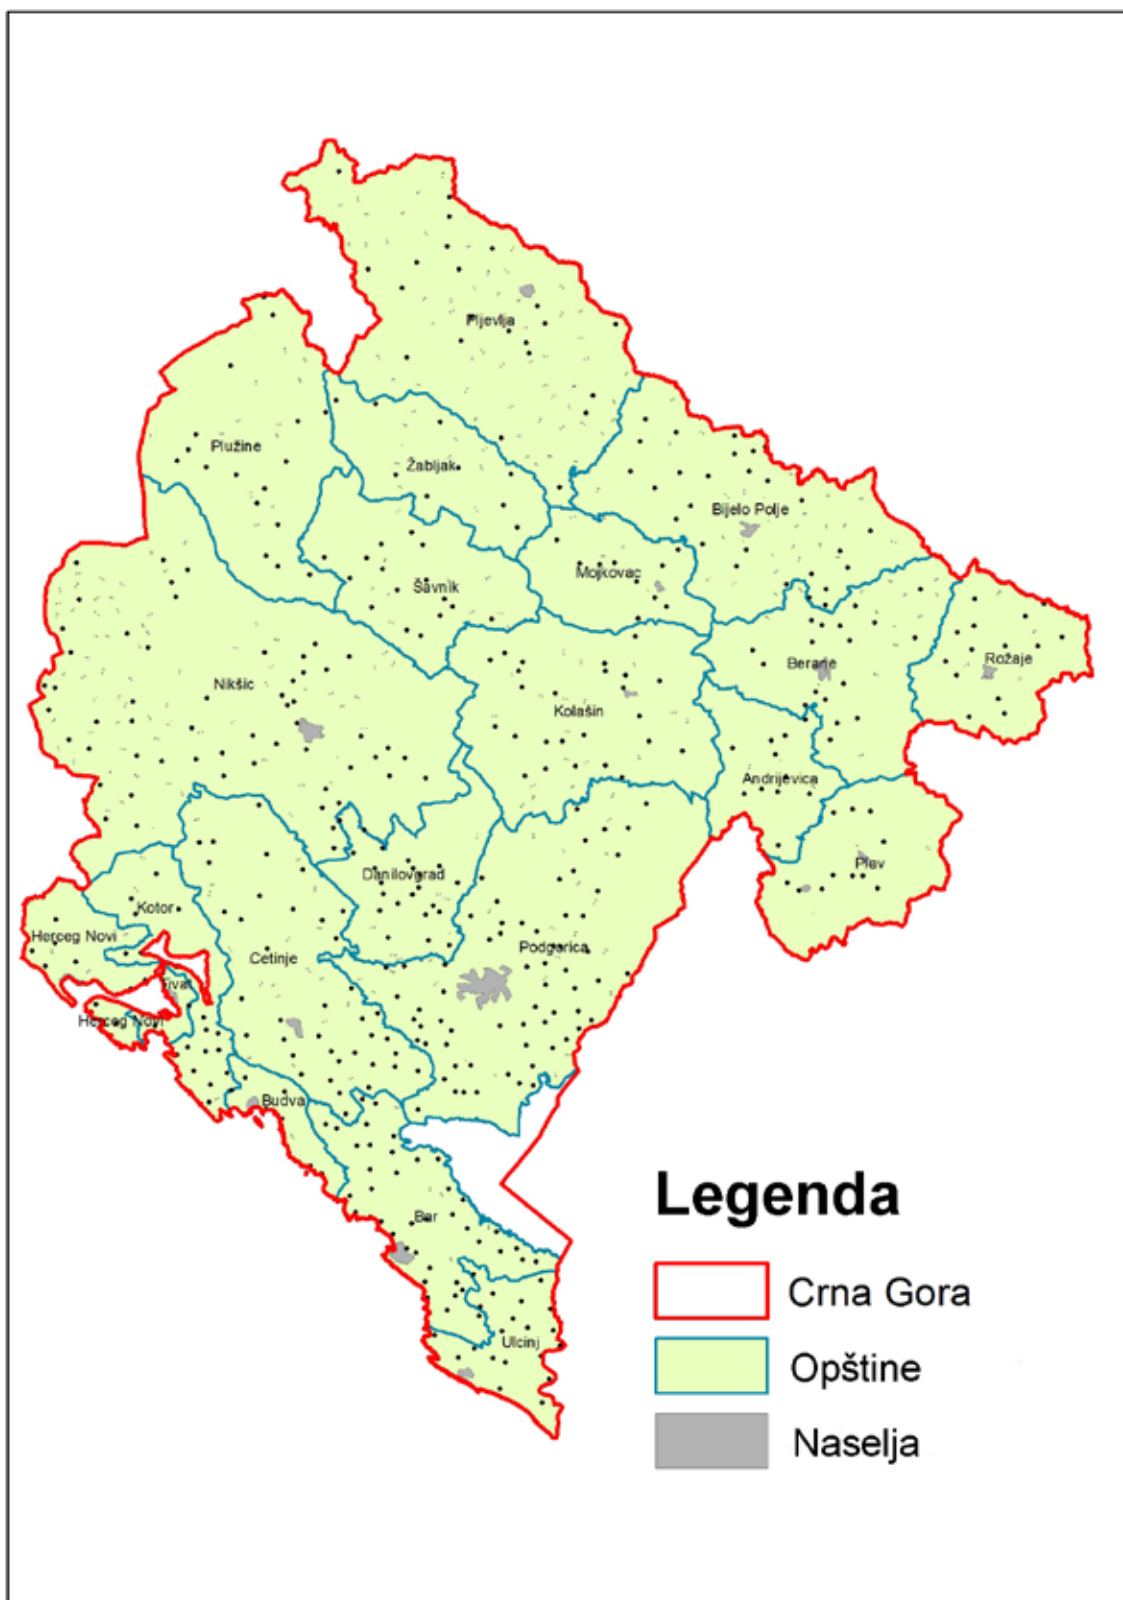 Pljevlja
Plužine
Žabljak
Bijelo Polje
Mojkovac
Šavnik
Rožaje
Berane
Nikšic
Kolašin
Andrijevica
Plav
Danilovgrad
Kotor
Herceg Novi
Podgorica
Cetinje
Tivat
Herceg Novi
Budva
Bar
Ulcinj
Legenda
Crna Gora
Opštine
Naselja